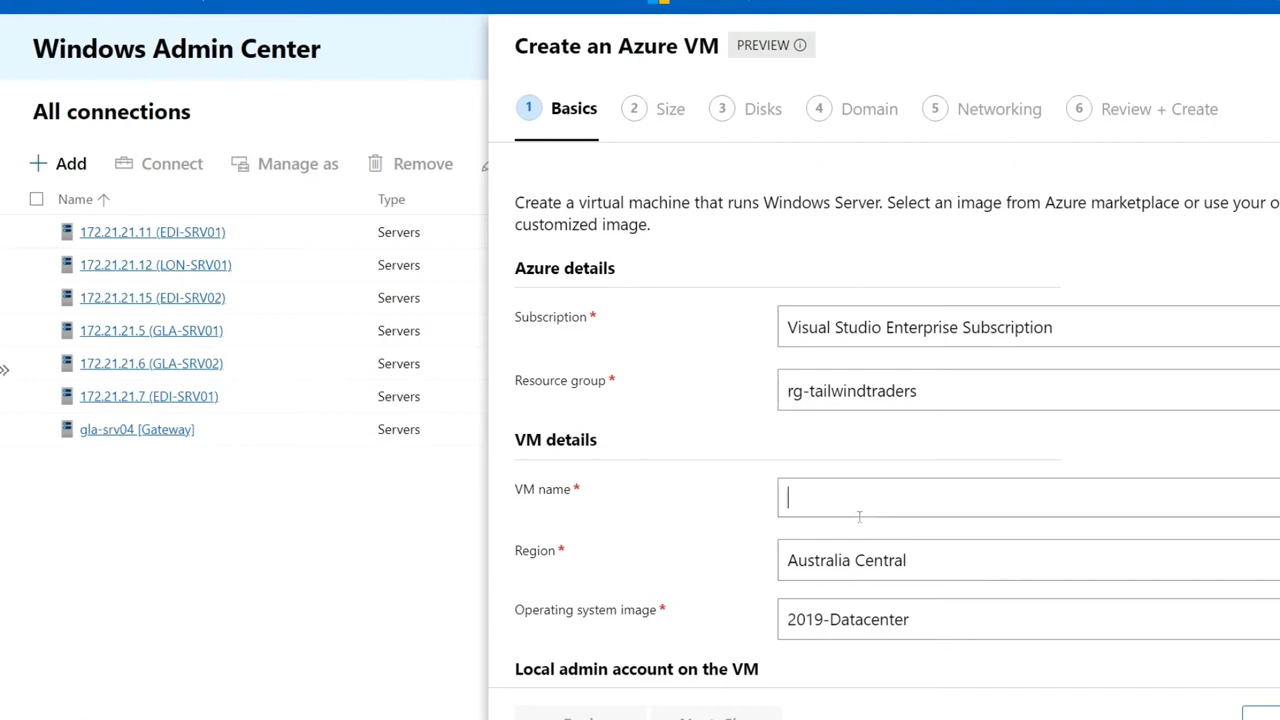 Windows Admin Center
All connections
Add Connect Manage as Remove
Name Type
172.21.21.11 (EDI-SRV01) Servers
172.21.21.12 (LON-SRV01) Servers
172.21.21.15 (EDI-SRV02) Servers
172.21.21.5 (GLA-SRV01) Servers
172.21.21.6 (GLA-SRV02) Servers
172.21.21.7 (EDI-SRV01) Servers
gla-srv04 [Gateway] Servers
Create an Azure VM PREVIEW
1 Basics 2 Size 3 Disks 4 Domain 5 Networking 6 Review + Create
Create a virtual machine that runs Windows Server. Select an image from Azure marketplace or use your o
customized image.
Azure details
Subscription * Visual Studio Enterprise Subscription
Resource group * rg-tailwindtraders
VM details
VM name *
Region * Australia Central
Operating system image * 2019-Datacenter
Local admin account on the VM